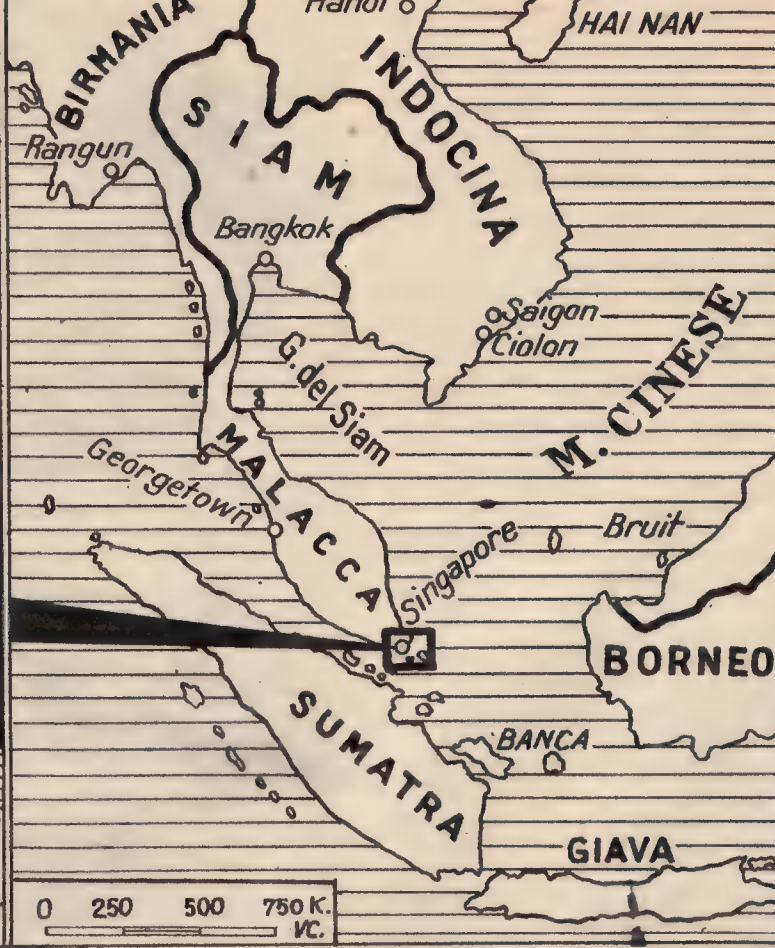 Hanoi
HAI NAN
BIRMANIA
INDOCINA
SIAM
Rangun
Bangkok
Saigon
Ciolon
M. CINESE
G. del Siam
MALACCA
Georgetown
Bruit
Singapore
BORNEO
SUMATRA
BANCA
GIAVA
0 250 500 750 K.
VC.